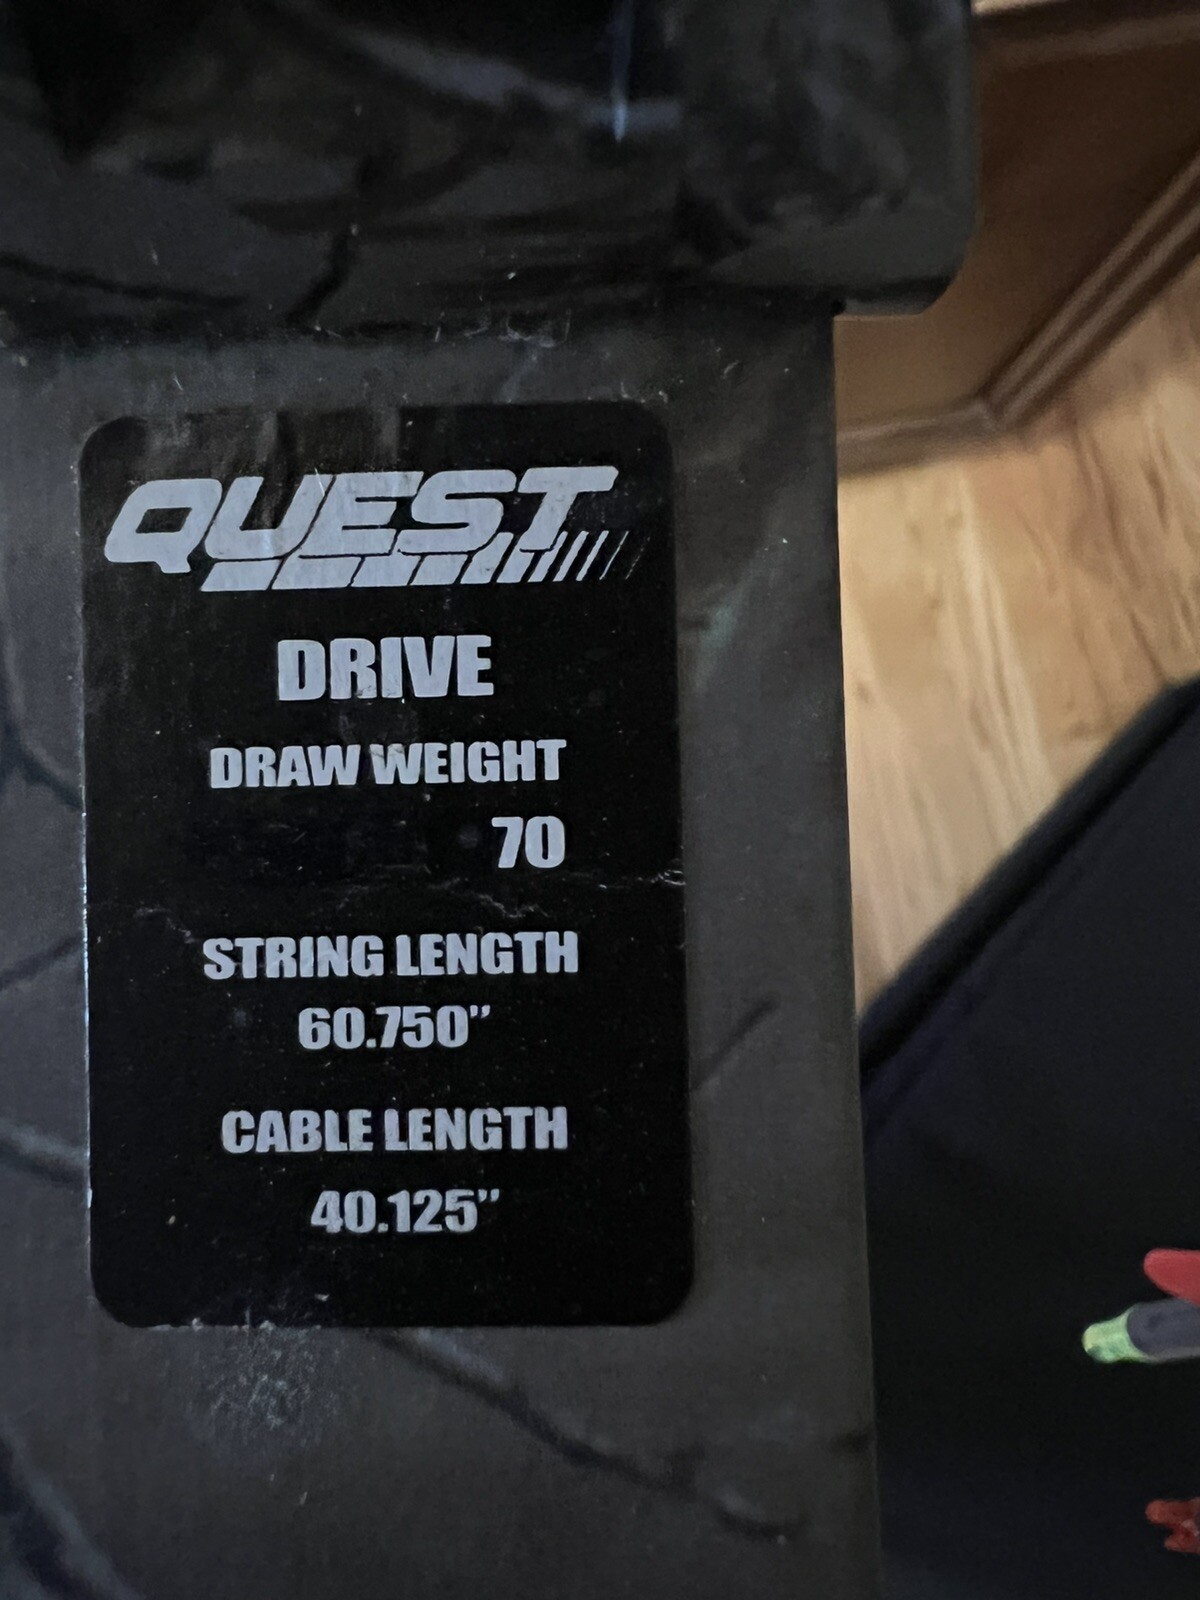 QUEST
DRIVE
DRAW WEIGHT
70
STRING LENGTH
60.750”
CABLE LENGTH
40.125”